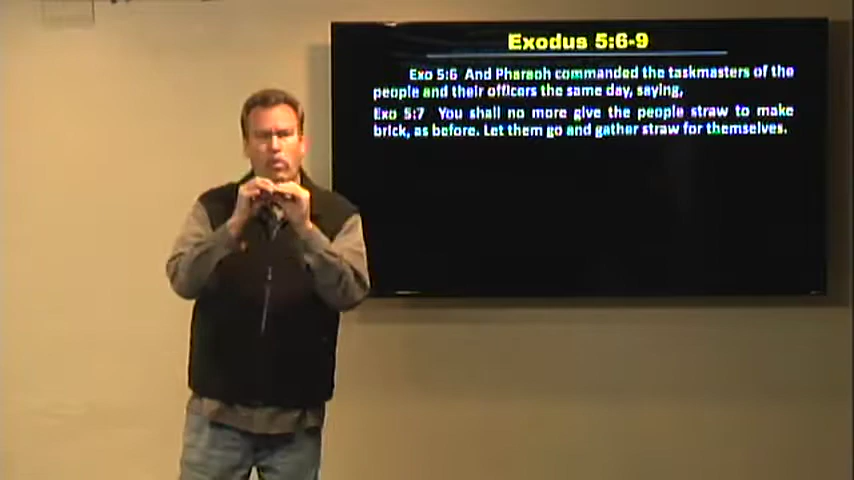 Exodus 5:6-9
Exo 5:6 And Pharaoh commanded the taskmasters of the
people and their officers the same day, saying,
Exo 5:7 You shall no more give the people straw to make
brick, as before. Let them go and gather straw for themselves.